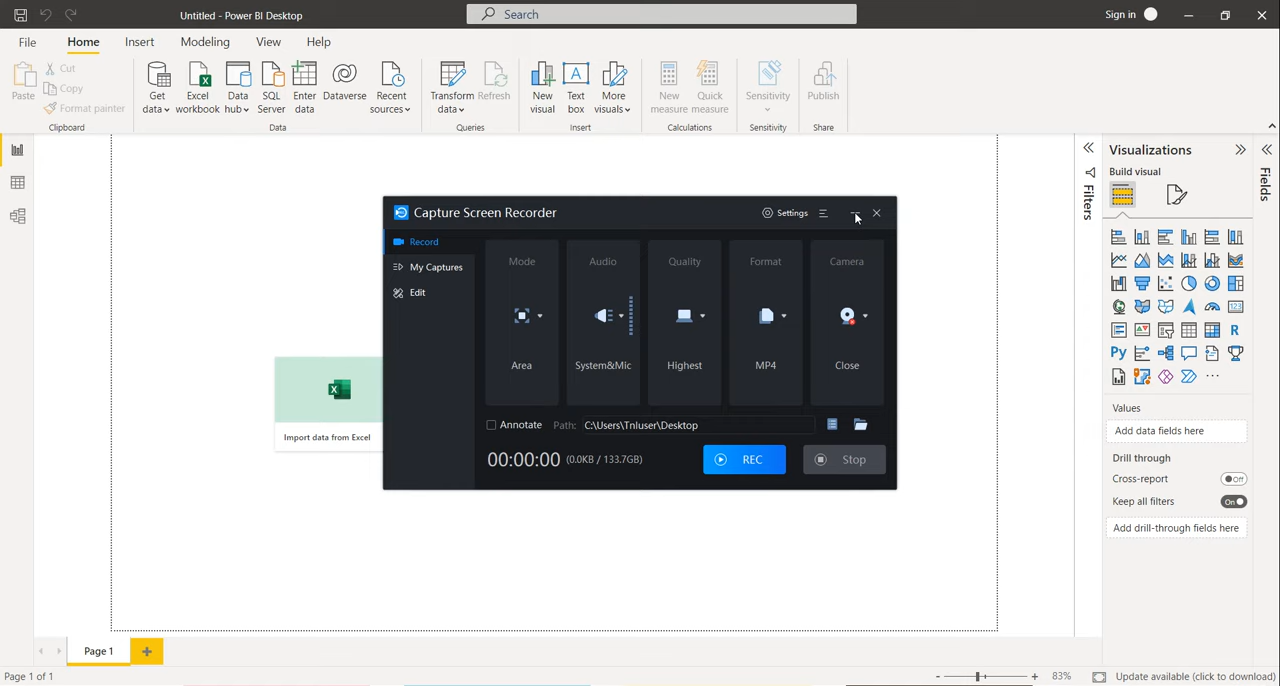 Untitled - Power BI Desktop
Search
Sign in
File
Home
Insert
Modeling
View
Help
Paste
Cut
Copy
Format painter
Clipboard
Get data
Excel workbook
Data hub
SQL Server
Enter data
Dataverse
Recent sources
Data
Transform data
Refresh
Queries
New visual
Text box
A
More visuals
Insert
New measure
Quick measure
Calculations
Sensitivity
Sensitivity
Publish
Share
Filters
Visualizations
Build visual
Fields
R
Py
123
...
Values
Add data fields here
Drill through
Cross-report
Off
Keep all filters
On
Add drill-through fields here
Import data from Excel
X
Capture Screen Recorder
Settings
Record
My Captures
Edit
Mode
Audio
Quality
Format
Camera
Area
System&Mic
Highest
MP4
Close
Annotate
Path:
C:\Users\Tnluser\Desktop
00:00:00
(0.0KB / 133.7GB)
REC
Stop
Page 1
+
Page 1 of 1
-
+
83%
Update available (click to download)